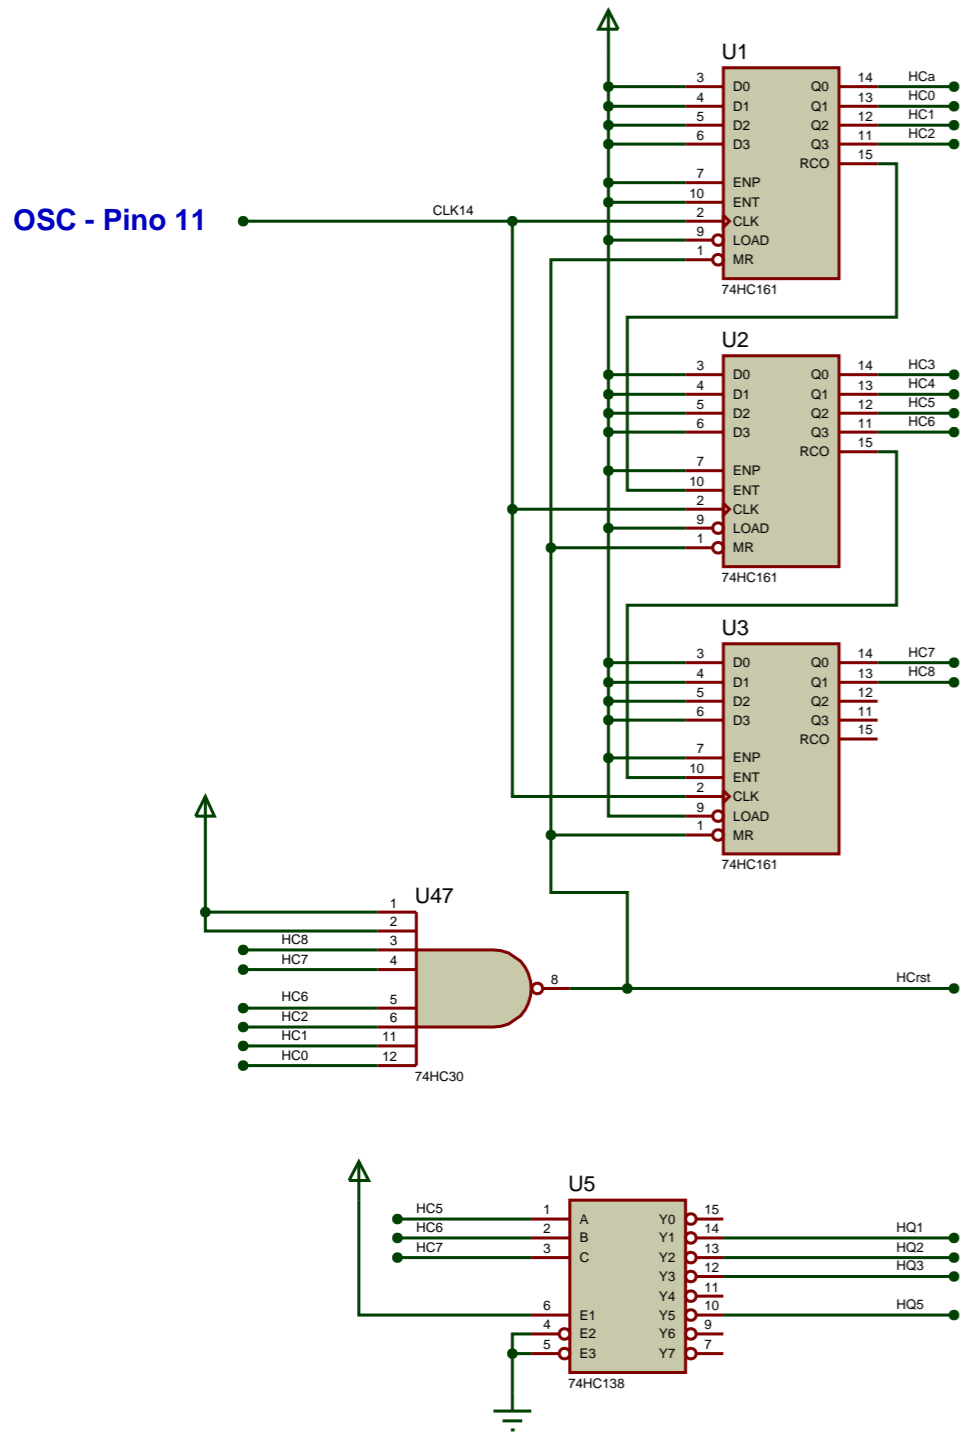 U1
3 D0 Q0 14 HCa
4 D1 Q1 13 HC0
5 D2 Q2 12 HC1
6 D3 Q3 11 HC2
RCO 15
7 ENP
10 ENT
OSC - Pino 11 CLK14 2 CLK
9 LOAD
1 MR
74HC161
U2
3 D0 Q0 14 HC3
4 D1 Q1 13 HC4
5 D2 Q2 12 HC5
6 D3 Q3 11 HC6
RCO 15
7 ENP
10 ENT
2 CLK
9 LOAD
1 MR
74HC161
U3
3 D0 Q0 14 HC7
4 D1 Q1 13 HC8
5 D2 Q2 12
6 D3 Q3 11
RCO 15
7 ENP
10 ENT
2 CLK
9 LOAD
1 MR
74HC161
U47
1
2
HC8 3
HC7 4
HC6 5 8 HCrst
HC2 6
HC1 11
HC0 12
74HC30
U5
HC5 1 A Y0 15
HC6 2 B Y1 14 HQ1
HC7 3 C Y2 13 HQ2
Y3 12 HQ3
Y4 11
6 E1 Y5 10 HQ5
4 E2 Y6 9
5 E3 Y7 7
74HC138